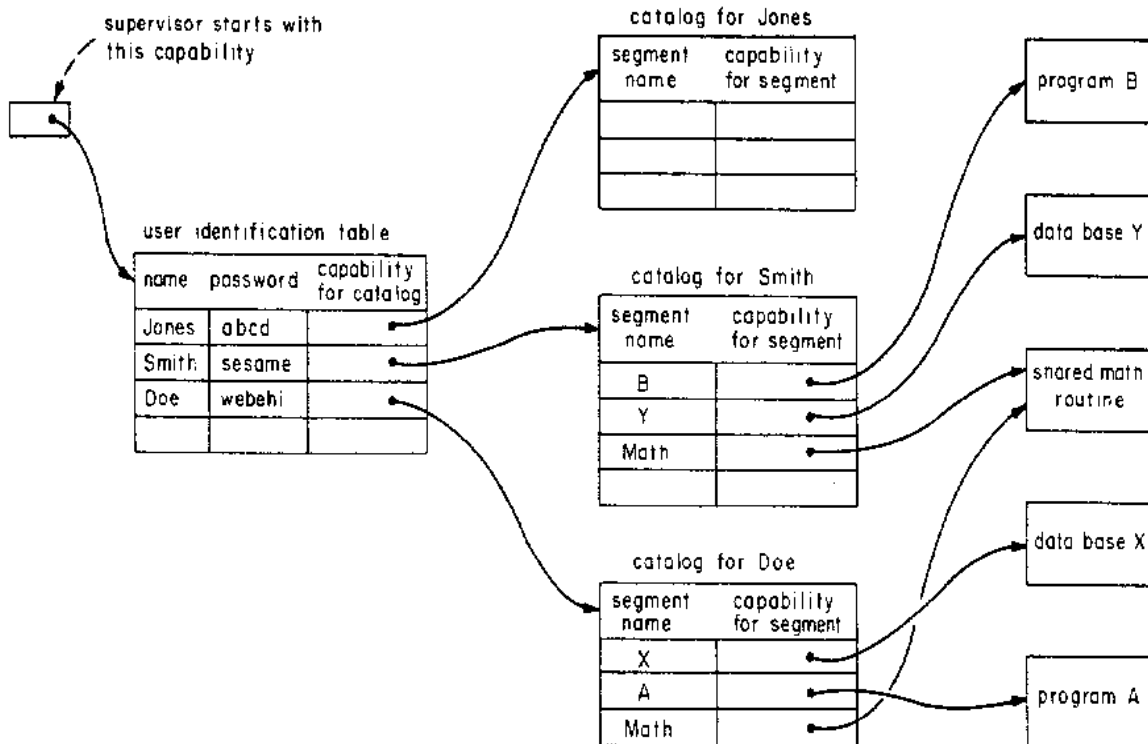 supervisor starts with
this capability
user identification table
name password capability
for catalog
Jones abcd
Smith sesame
Doe webehi
catalog for Jones
segment capability
name for segment
catalog for Smith
segment capability
name for segment
B
Y
Math
catalog for Doe
segment capability
name for segment
X
A
Math
program B
data base Y
snared math
routine
data base X
program A